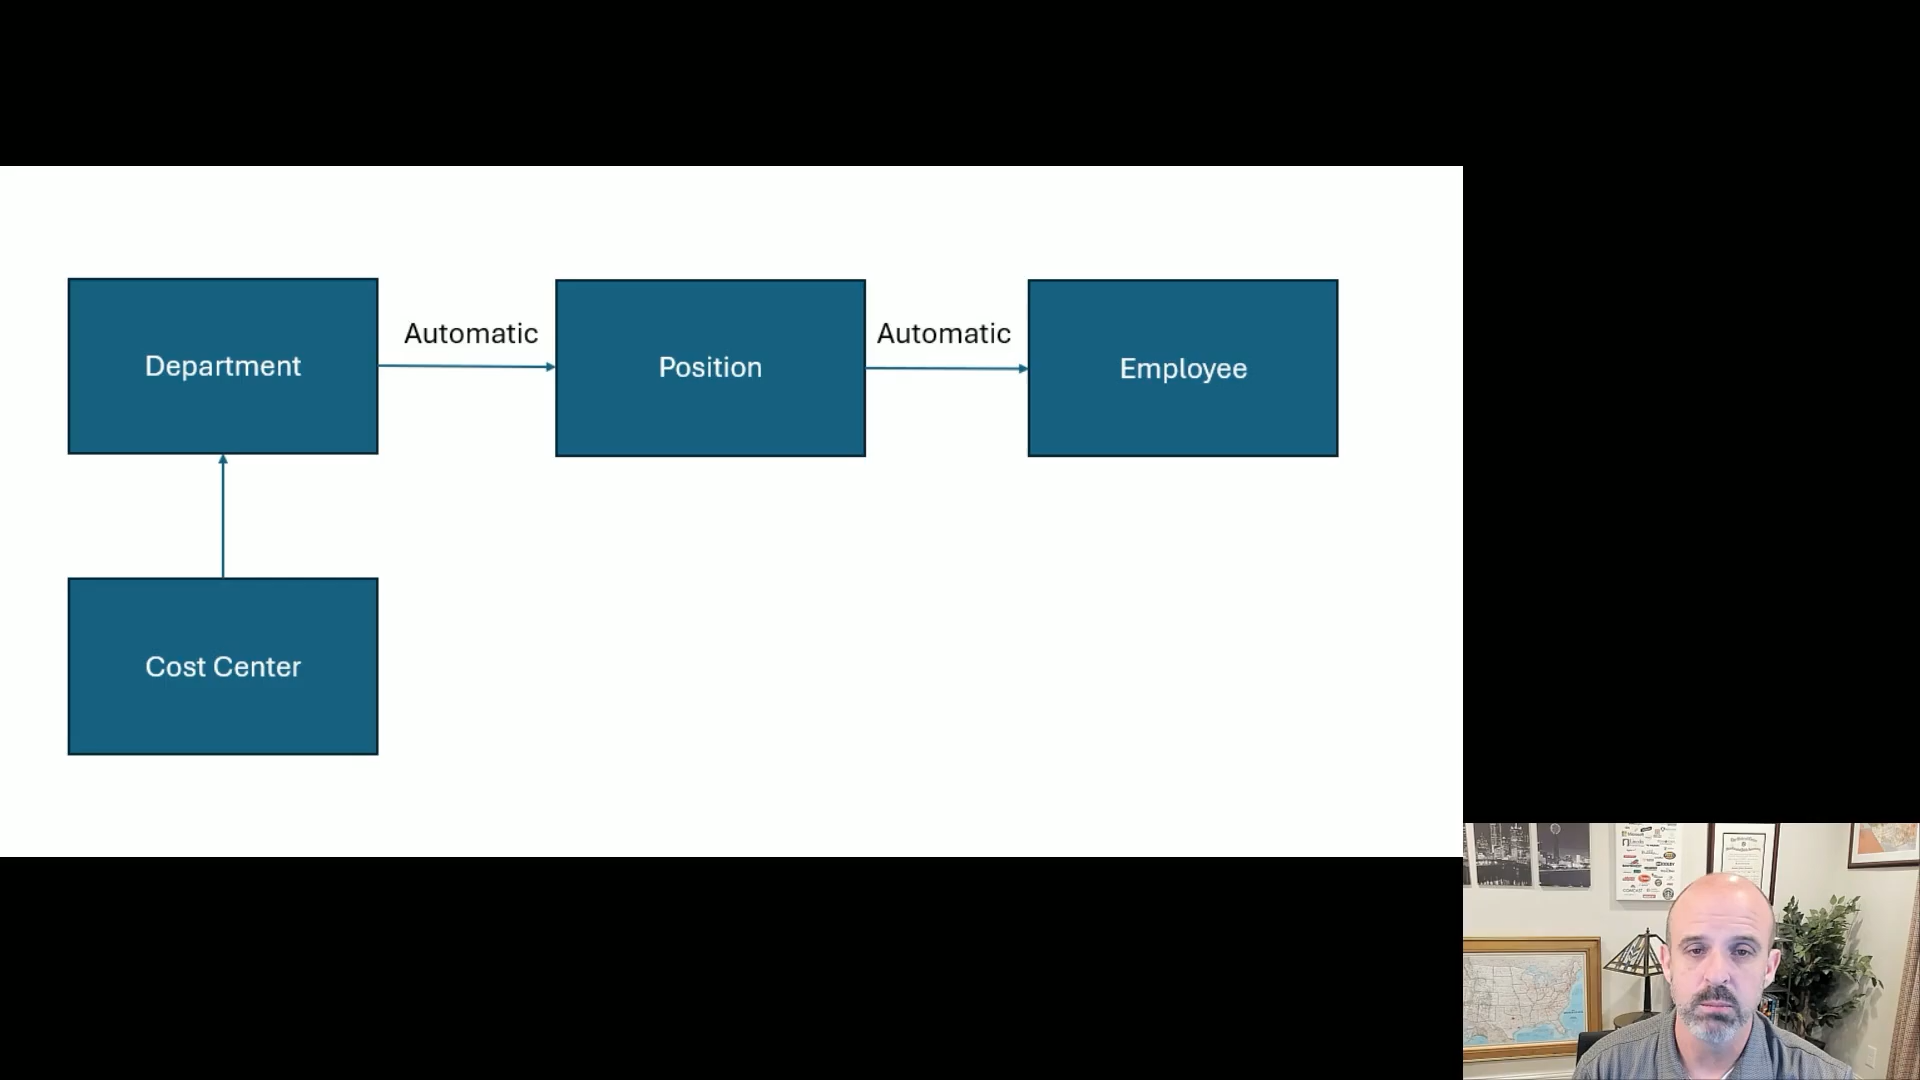 Department
Automatic
Position
Automatic
Employee
Cost Center